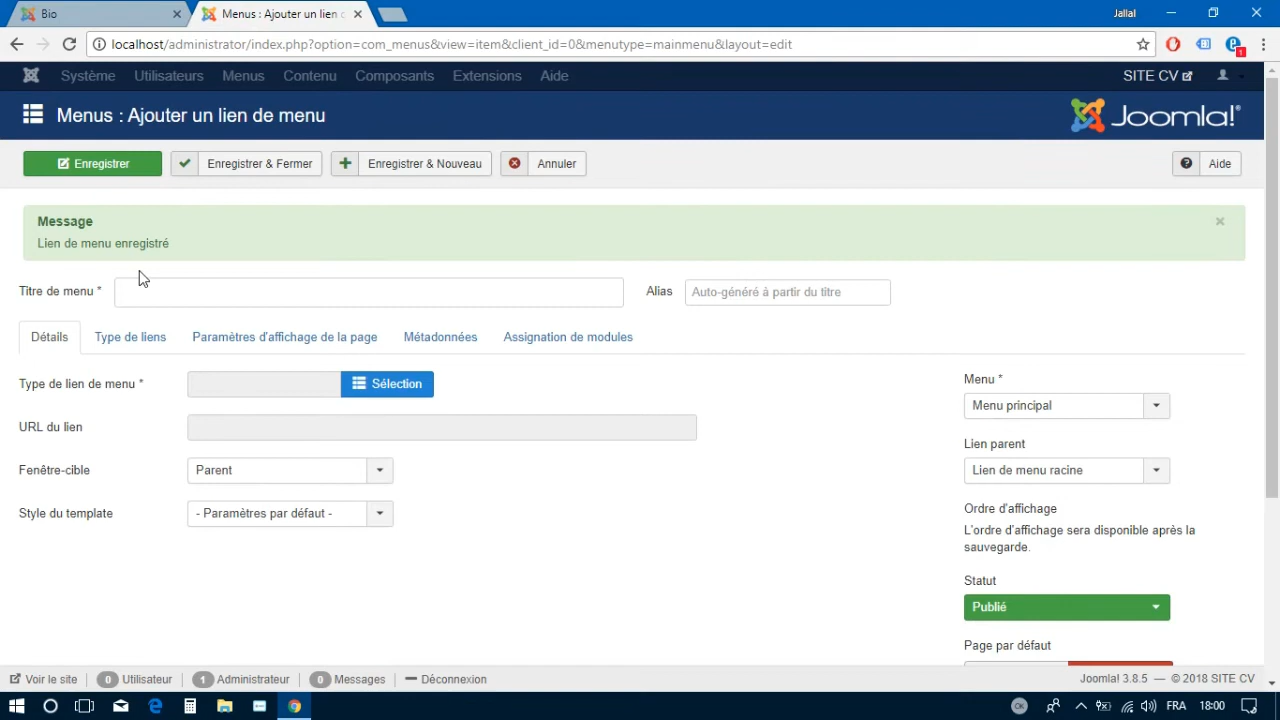 Bio
Menus : Ajouter un lien
Jallal
localhost/administrator/index.php?option=com_menus&view=item&client_id=0&menutype=mainmenu&layout=edit
1
Système Utilisateurs Menus Contenu Composants Extensions Aide SITE CV
Menus : Ajouter un lien de menu
Joomla!®
Enregistrer Enregistrer & Fermer Enregistrer & Nouveau Annuler Aide
Message
Lien de menu enregistré
Titre de menu * Alias Auto-généré à partir du titre
Détails Type de liens Paramètres d'affichage de la page Métadonnées Assignation de modules
Type de lien de menu * Sélection
URL du lien
Fenêtre-cible Parent
Style du template - Paramètres par défaut -
Menu *
Menu principal
Lien parent
Lien de menu racine
Ordre d'affichage
L'ordre d'affichage sera disponible après la
sauvegarde.
Statut
Publié
Page par défaut
Voir le site 0 Utilisateur 1 Administrateur 0 Messages Déconnexion
Joomla! 3.8.5 — © 2018 SITE CV
OK FRA 18:00